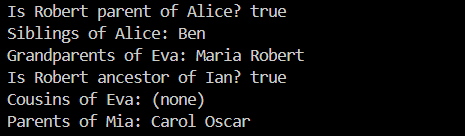 Is Robert parent of Alice? true
Siblings of Alice: Ben
Grandparents of Eva: Maria Robert
Is Robert ancestor of Ian? true
Cousins of Eva: (none)
Parents of Mia: Carol Oscar